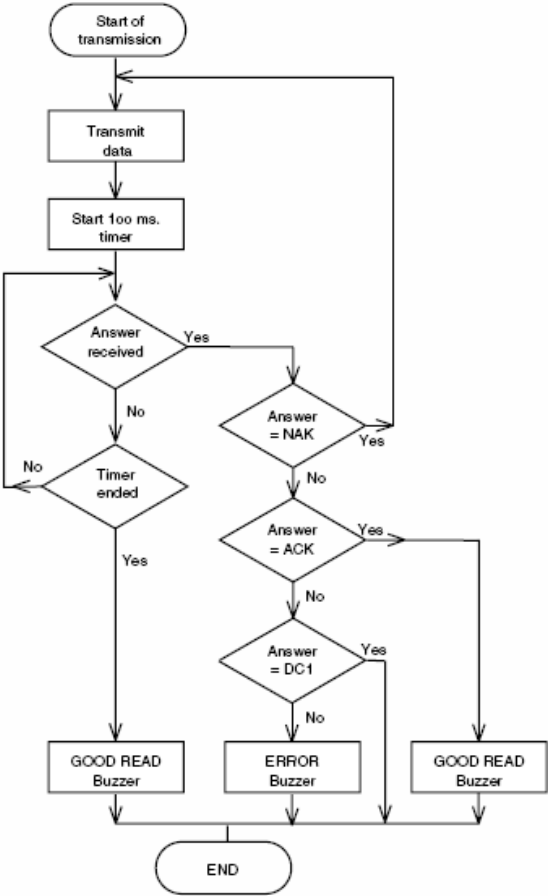 Start of
transmission
Transmit
data
Start 1oo ms.
timer
Answer
received
Yes
No
Answer
= NAK
Yes
No
Timer
ended
No
Yes
Answer
= ACK
Yes
No
Answer
= DC1
Yes
No
GOOD READ
Buzzer
ERROR
Buzzer
GOOD READ
Buzzer
END